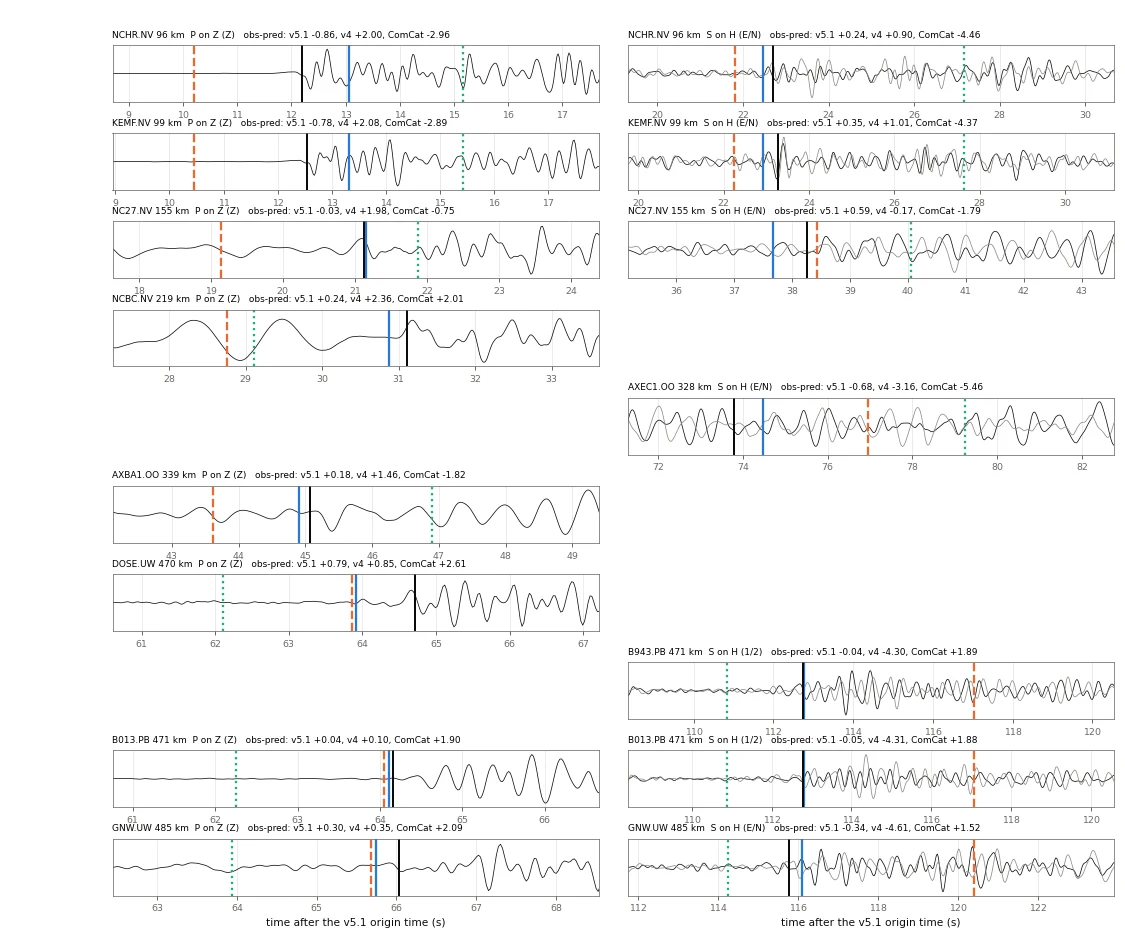 NCHR.NV 96 km  P on Z (Z)   obs-pred: v5.1 -0.86, v4 +2.00, ComCat -2.96
9 10 11 12 13 14 15 16 17
KEMF.NV 99 km  P on Z (Z)   obs-pred: v5.1 -0.78, v4 +2.08, ComCat -2.89
9 10 11 12 13 14 15 16 17
NC27.NV 155 km  P on Z (Z)   obs-pred: v5.1 -0.03, v4 +1.98, ComCat -0.75
18 19 20 21 22 23 24
NCBC.NV 219 km  P on Z (Z)   obs-pred: v5.1 +0.24, v4 +2.36, ComCat +2.01
28 29 30 31 32 33
AXBA1.OO 339 km  P on Z (Z)   obs-pred: v5.1 +0.18, v4 +1.46, ComCat -1.82
43 44 45 46 47 48 49
DOSE.UW 470 km  P on Z (Z)   obs-pred: v5.1 +0.79, v4 +0.85, ComCat +2.61
61 62 63 64 65 66 67
B013.PB 471 km  P on Z (Z)   obs-pred: v5.1 +0.04, v4 +0.10, ComCat +1.90
61 62 63 64 65 66
GNW.UW 485 km  P on Z (Z)   obs-pred: v5.1 +0.30, v4 +0.35, ComCat +2.09
63 64 65 66 67 68
time after the v5.1 origin time (s)
NCHR.NV 96 km  S on H (E/N)   obs-pred: v5.1 +0.24, v4 +0.90, ComCat -4.46
20 22 24 26 28 30
KEMF.NV 99 km  S on H (E/N)   obs-pred: v5.1 +0.35, v4 +1.01, ComCat -4.37
20 22 24 26 28 30
NC27.NV 155 km  S on H (E/N)   obs-pred: v5.1 +0.59, v4 -0.17, ComCat -1.79
36 37 38 39 40 41 42 43
AXEC1.OO 328 km  S on H (E/N)   obs-pred: v5.1 -0.68, v4 -3.16, ComCat -5.46
72 74 76 78 80 82
B943.PB 471 km  S on H (1/2)   obs-pred: v5.1 -0.04, v4 -4.30, ComCat +1.89
110 112 114 116 118 120
B013.PB 471 km  S on H (1/2)   obs-pred: v5.1 -0.05, v4 -4.31, ComCat +1.88
110 112 114 116 118 120
GNW.UW 485 km  S on H (E/N)   obs-pred: v5.1 -0.34, v4 -4.61, ComCat +1.52
112 114 116 118 120 122
time after the v5.1 origin time (s)